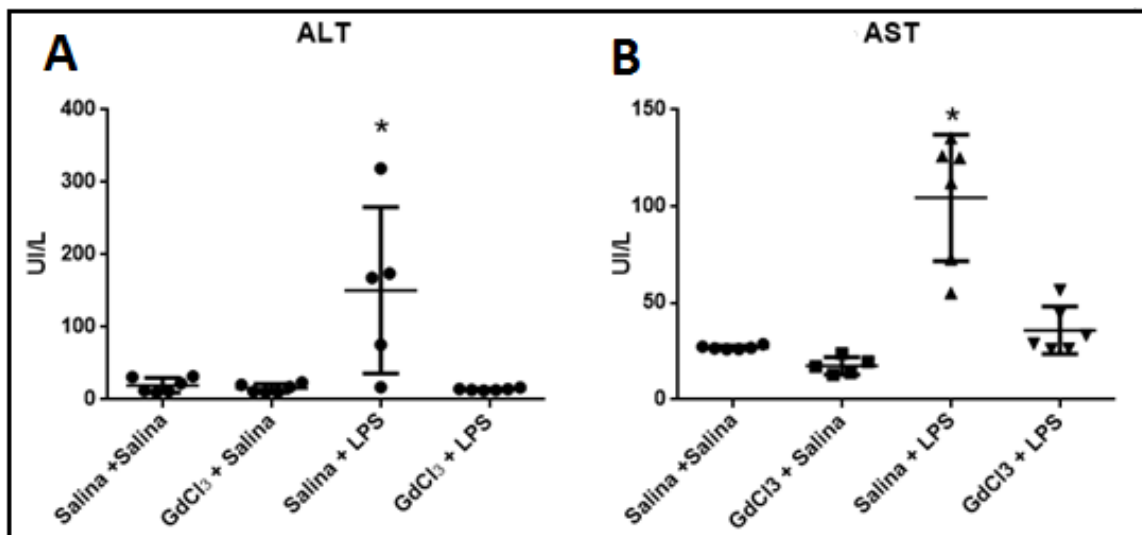 A
ALT
UI/L
400
300
200
100
0
*
Salina +Salina
GdCl₃ + Salina
Salina + LPS
GdCl₃ + LPS
B
AST
UI/L
150
100
50
0
*
Salina +Salina
GdCl3 + Salina
Salina + LPS
GdCl3 + LPS